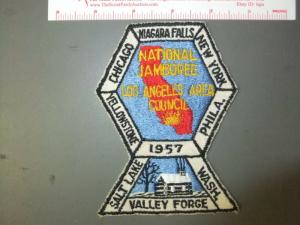 CHICAGO
NIAGARA FALLS
NEW YORK
NATIONAL
JAMBOREE
LOS ANGELES AREA
COUNCIL
YELLOWSTONE
PHILA.
1957
SALT LAKE
WASH.
VALLEY FORGE